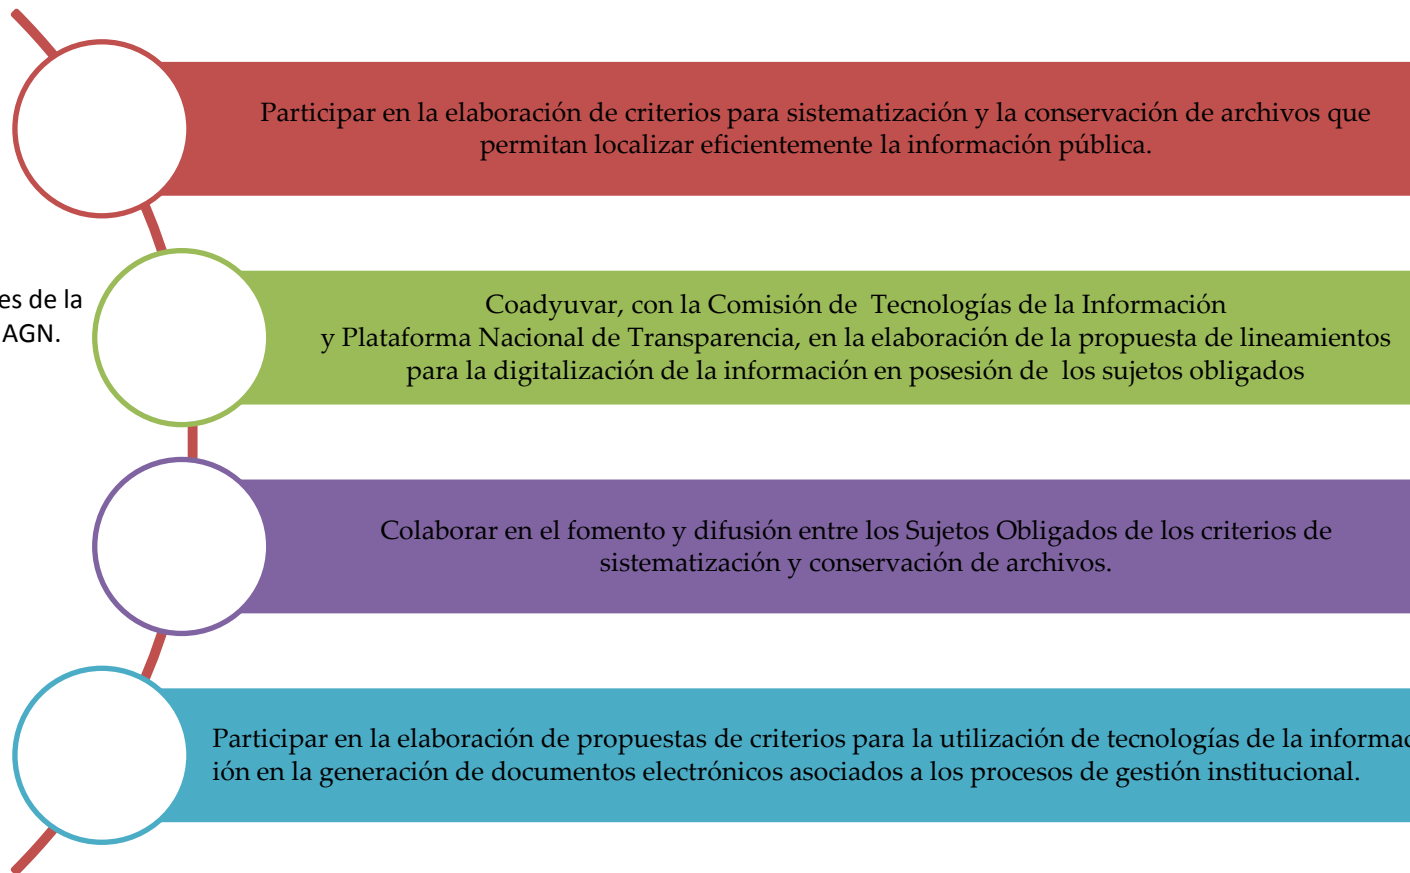 Participar en la elaboración de criterios para sistematización y la conservación de archivos que
permitan localizar eficientemente la información pública.
es de la
AGN.
Coadyuvar, con la Comisión de Tecnologías de la Información
y Plataforma Nacional de Transparencia, en la elaboración de la propuesta de lineamientos
para la digitalización de la información en posesión de los sujetos obligados
Colaborar en el fomento y difusión entre los Sujetos Obligados de los criterios de
sistematización y conservación de archivos.
Participar en la elaboración de propuestas de criterios para la utilización de tecnologías de la informac
ión en la generación de documentos electrónicos asociados a los procesos de gestión institucional.